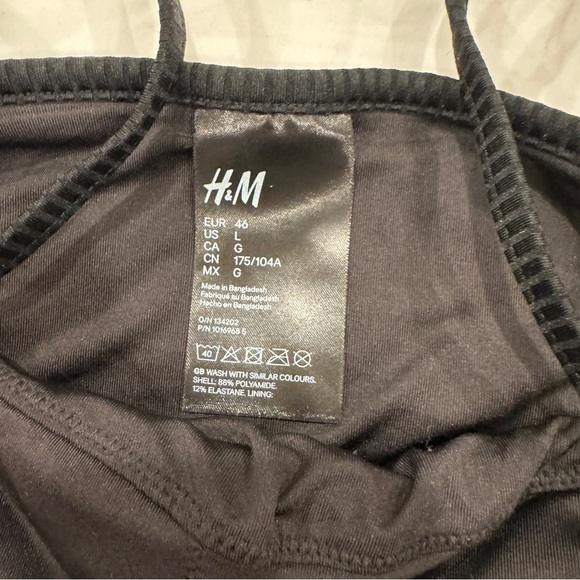 H&M
EUR 46
US L
CA G
CN 175/104A
MX G
Made in Bangladesh
Fabriqué au Bangladesh
Hecho en Bangladesh
O/N 134202
P/N 1016968 5
40
GB WASH WITH SIMILAR COLOURS.
SHELL: 88% POLYAMIDE.
12% ELASTANE. LINING: